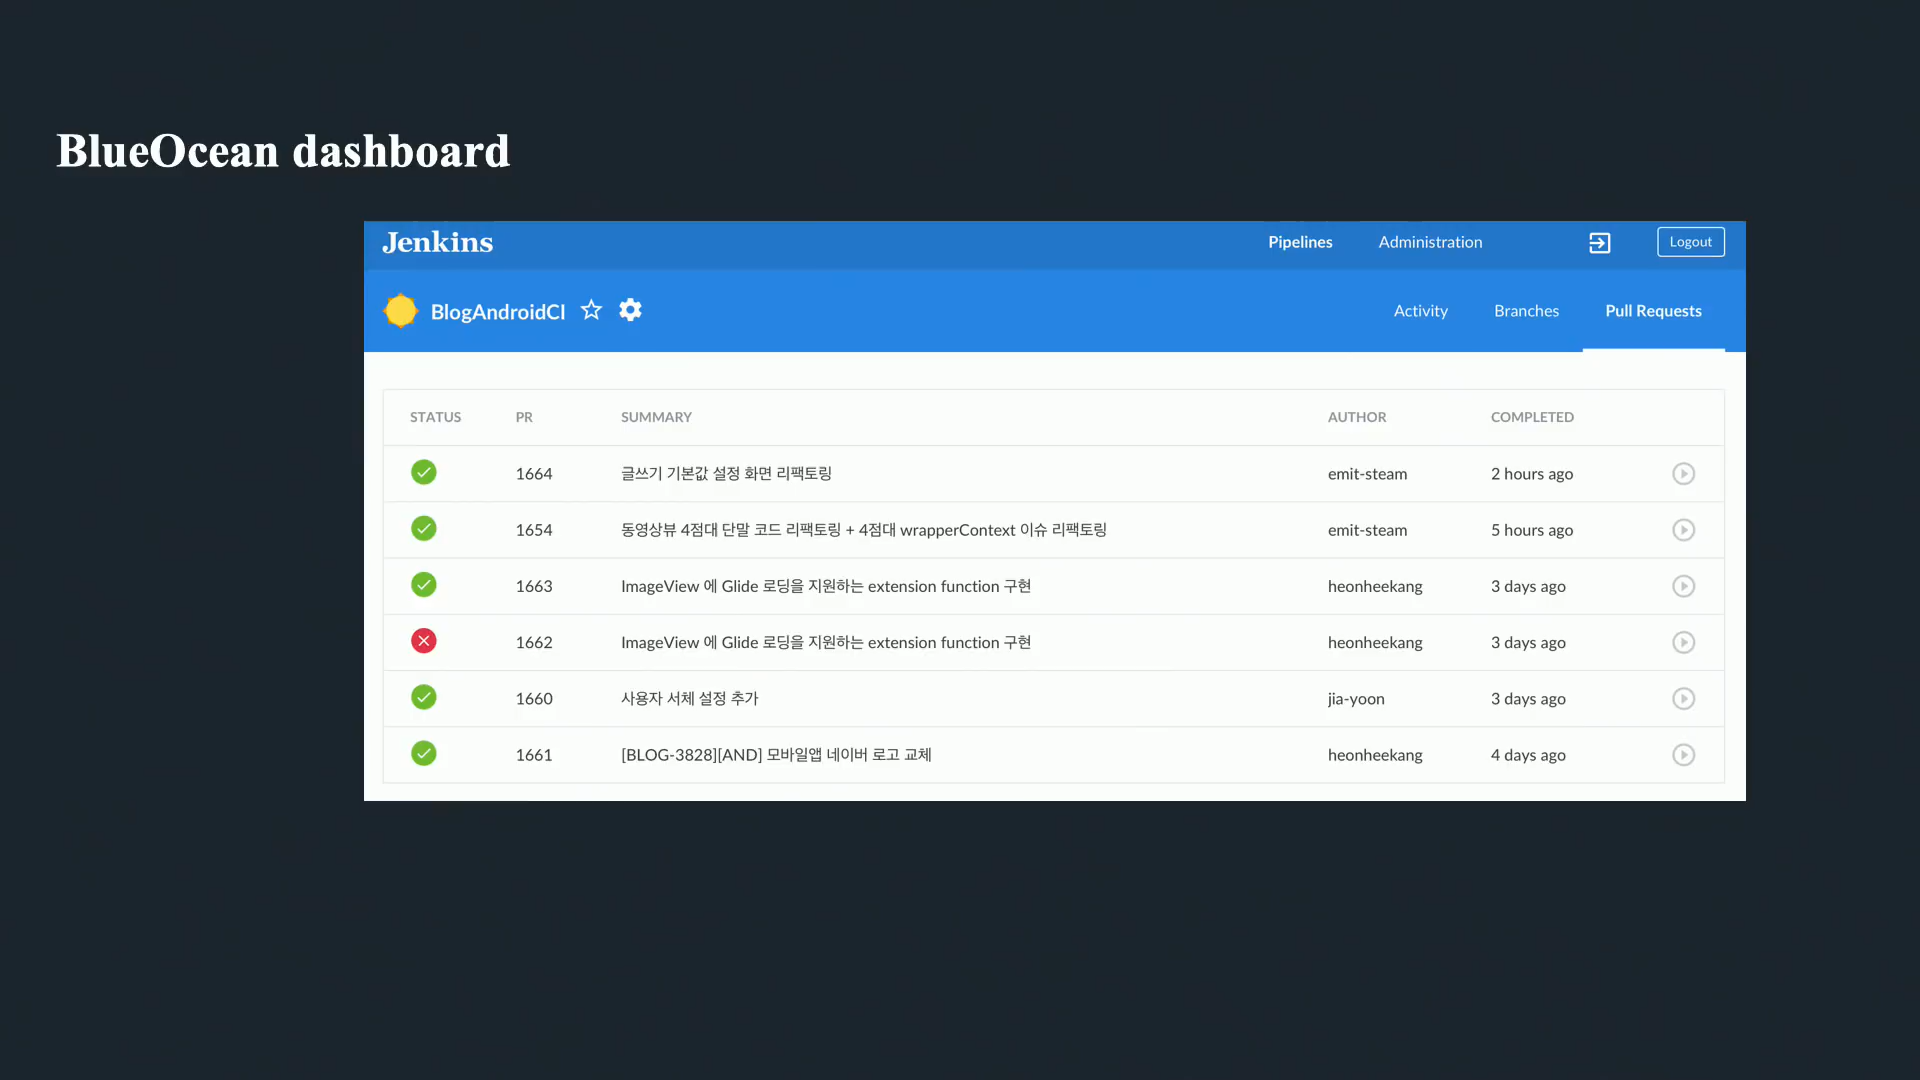 BlueOcean dashboard
Jenkins
Pipelines Administration Logout
BlogAndroidCI Activity Branches Pull Requests
STATUS PR SUMMARY AUTHOR COMPLETED
1664 글쓰기 기본값 설정 화면 리팩토링 emit-steam 2 hours ago
1654 동영상뷰 4점대 단말 코드 리팩토링 + 4점대 wrapperContext 이슈 리팩토링 emit-steam 5 hours ago
1663 ImageView 에 Glide 로딩을 지원하는 extension function 구현 heonheekang 3 days ago
1662 ImageView 에 Glide 로딩을 지원하는 extension function 구현 heonheekang 3 days ago
1660 사용자 서체 설정 추가 jia-yoon 3 days ago
1661 [BLOG-3828][AND] 모바일앱 네이버 로고 교체 heonheekang 4 days ago